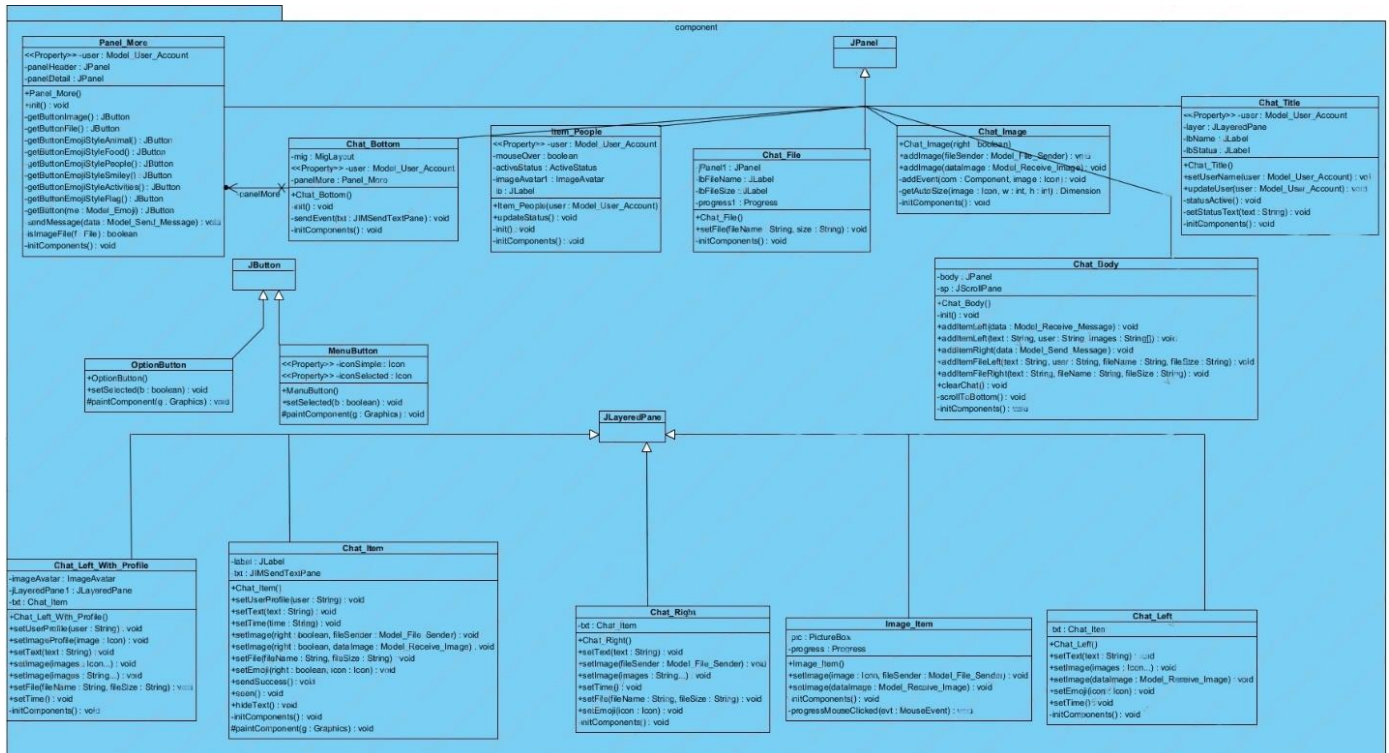 component
Panel_More
<<Property>> -user : Model_User_Account
-panelHeader : JPanel
-panelDetail : JPanel
+Panel_More()
+init() : void
-getButtonImage() : JButton
-getButtonFile() : JButton
-getButtonEmojiStyleAnimal() : JButton
-getButtonEmojiStyleFood() : JButton
-getButtonEmojiStylePeople() : JButton
-getButtonEmojiStyleSmiley() : JButton
-getButtonEmojiStyleActivities() : JButton
-getButtonEmojiStyleFlag() : JButton
-getButton(me : Model_Emoji) : JButton
-sendMessage(data : Model_Send_Message) : void
-isImageFile(f : File) : boolean
-initComponents() : void
-panelMore
Chat_Bottom
-mig : MigLayout
<<Property>> -user : Model_User_Account
-panelMore : Panel_More
+Chat_Bottom()
-init() : void
-sendEvent(txt : JIMSendTextPane) : void
-initComponents() : void
Item_People
<<Property>> -user : Model_User_Account
-mouseOver : boolean
-activeStatus : ActiveStatus
-imageAvatar1 : ImageAvatar
-lb : JLabel
+Item_People(user : Model_User_Account)
+updateStatus() : void
-init() : void
-initComponents() : void
JPanel
Chat_File
-jPanel1 : JPanel
-lbFileName : JLabel
-lbFileSize : JLabel
-progress1 : Progress
+Chat_File()
+setFile(fileName : String, size : String) : void
-initComponents() : void
Chat_Image
+Chat_Image(right : boolean)
+addImage(fileSender : Model_File_Sender) : void
+addImage(dataImage : Model_Receive_Image) : void
-addEvent(com : Component, image : Icon) : void
-getAutoSize(image : Icon, w : int, h : int) : Dimension
-initComponents() : void
Chat_Title
<<Property>> -user : Model_User_Account
-layer : JLayeredPane
-lbName : JLabel
-lbStatus : JLabel
+Chat_Title()
+setUserName(user : Model_User_Account) : void
+updateUser(user : Model_User_Account) : void
-statusActive() : void
-setStatusText(text : String) : void
-initComponents() : void
Chat_Body
-body : JPanel
-sp : JScrollPane
+Chat_Body()
-init() : void
+addItemLeft(data : Model_Receive_Message) : void
+addItemLeft(text : String, user : String, images : String[]) : void
+addItemRight(data : Model_Send_Message) : void
+addItemFileLeft(text : String, user : String, fileName : String, fileSize : String) : void
+addItemFileRight(text : String, fileName : String, fileSize : String) : void
+clearChat() : void
-scrollToBottom() : void
-initComponents() : void
JButton
OptionButton
+OptionButton()
+setSelected(b : boolean) : void
#paintComponent(g : Graphics) : void
MenuButton
<<Property>> -iconSimple : Icon
<<Property>> -iconSelected : Icon
+MenuButton()
+setSelected(b : boolean) : void
#paintComponent(g : Graphics) : void
JLayeredPane
Chat_Left_With_Profile
-imageAvatar : ImageAvatar
-jLayeredPane1 : JLayeredPane
-txt : Chat_Item
+Chat_Left_With_Profile()
+setUserProfile(user : String) : void
+setImageProfile(image : Icon) : void
+setText(text : String) : void
+setImage(images : Icon...) : void
+setImage(images : String...) : void
+setFile(fileName : String, fileSize : String) : void
+setTime() : void
-initComponents() : void
Chat_Item
-label : JLabel
-txt : JIMSendTextPane
+Chat_Item()
+setUserProfile(user : String) : void
+setText(text : String) : void
+setTime(time : String) : void
+setImage(right : boolean, fileSender : Model_File_Sender) : void
+setImage(right : boolean, dataImage : Model_Receive_Image) : void
+setFile(fileName : String, fileSize : String) : void
+setEmoji(right : boolean, icon : Icon) : void
+sendSuccess() : void
+seen() : void
+hideText() : void
-initComponents() : void
#paintComponent(g : Graphics) : void
Chat_Right
-txt : Chat_Item
+Chat_Right()
+setText(text : String) : void
+setImage(fileSender : Model_File_Sender) : void
+setImage(images : String...) : void
+setTime() : void
+setFile(fileName : String, fileSize : String) : void
+setEmoji(icon : Icon) : void
-initComponents() : void
Image_Item
pic : PictureBox
-progress : Progress
+Image_Item()
+setImage(image : Icon, fileSender : Model_File_Sender) : void
+setImage(dataImage : Model_Receive_Image) : void
-initComponents() : void
-progressMouseClicked(evt : MouseEvent) : void
Chat_Left
txt : Chat_Item
+Chat_Left()
+setText(text : String) : void
+setImage(images : Icon...) : void
+setImage(dataImage : Model_Receive_Image) : void
+setEmoji(icon : Icon) : void
+setTime() : void
-initComponents() : void